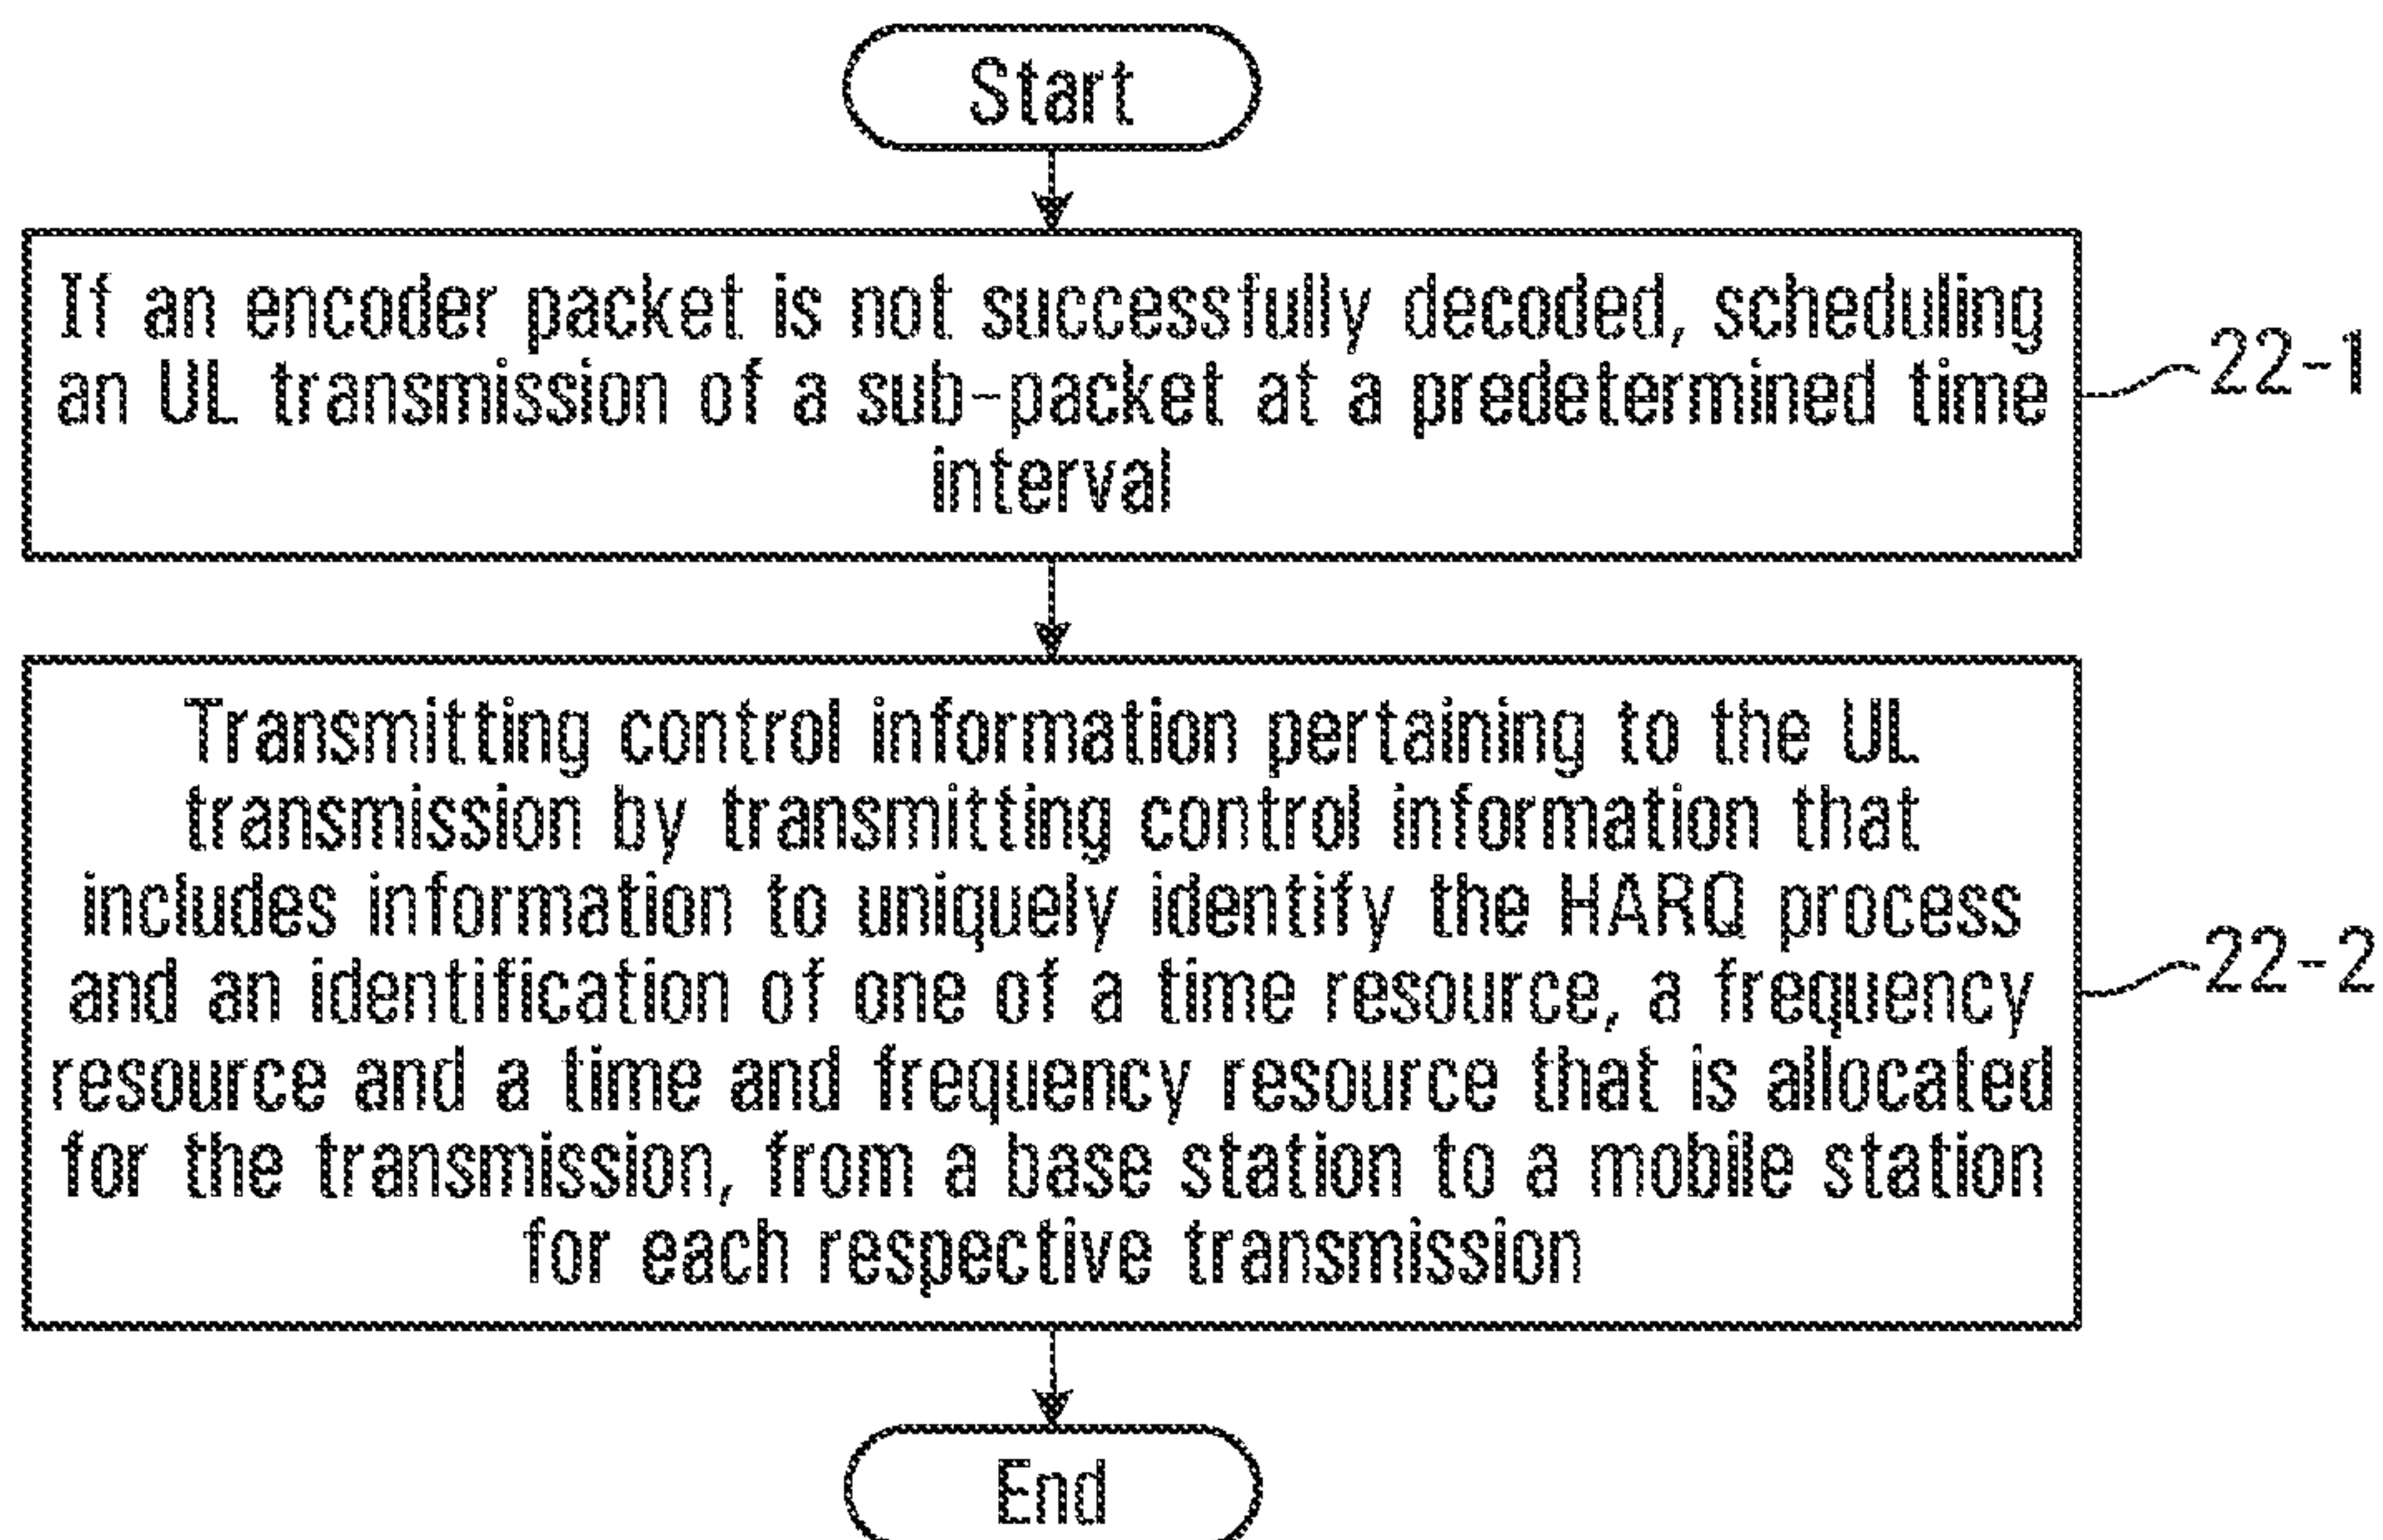 Start
If an encoder packet is not successfully decoded, scheduling
an UL transmission of a sub-packet at a predetermined time
interval
22-1
Transmitting control information pertaining to the UL
transmission by transmitting control information that
includes information to uniquely identify the HARQ process
and an identification of one of a time resource, a frequency
resource and a time and frequency resource that is allocated
for the transmission, from a base station to a mobile station
for each respective transmission
22-2
End